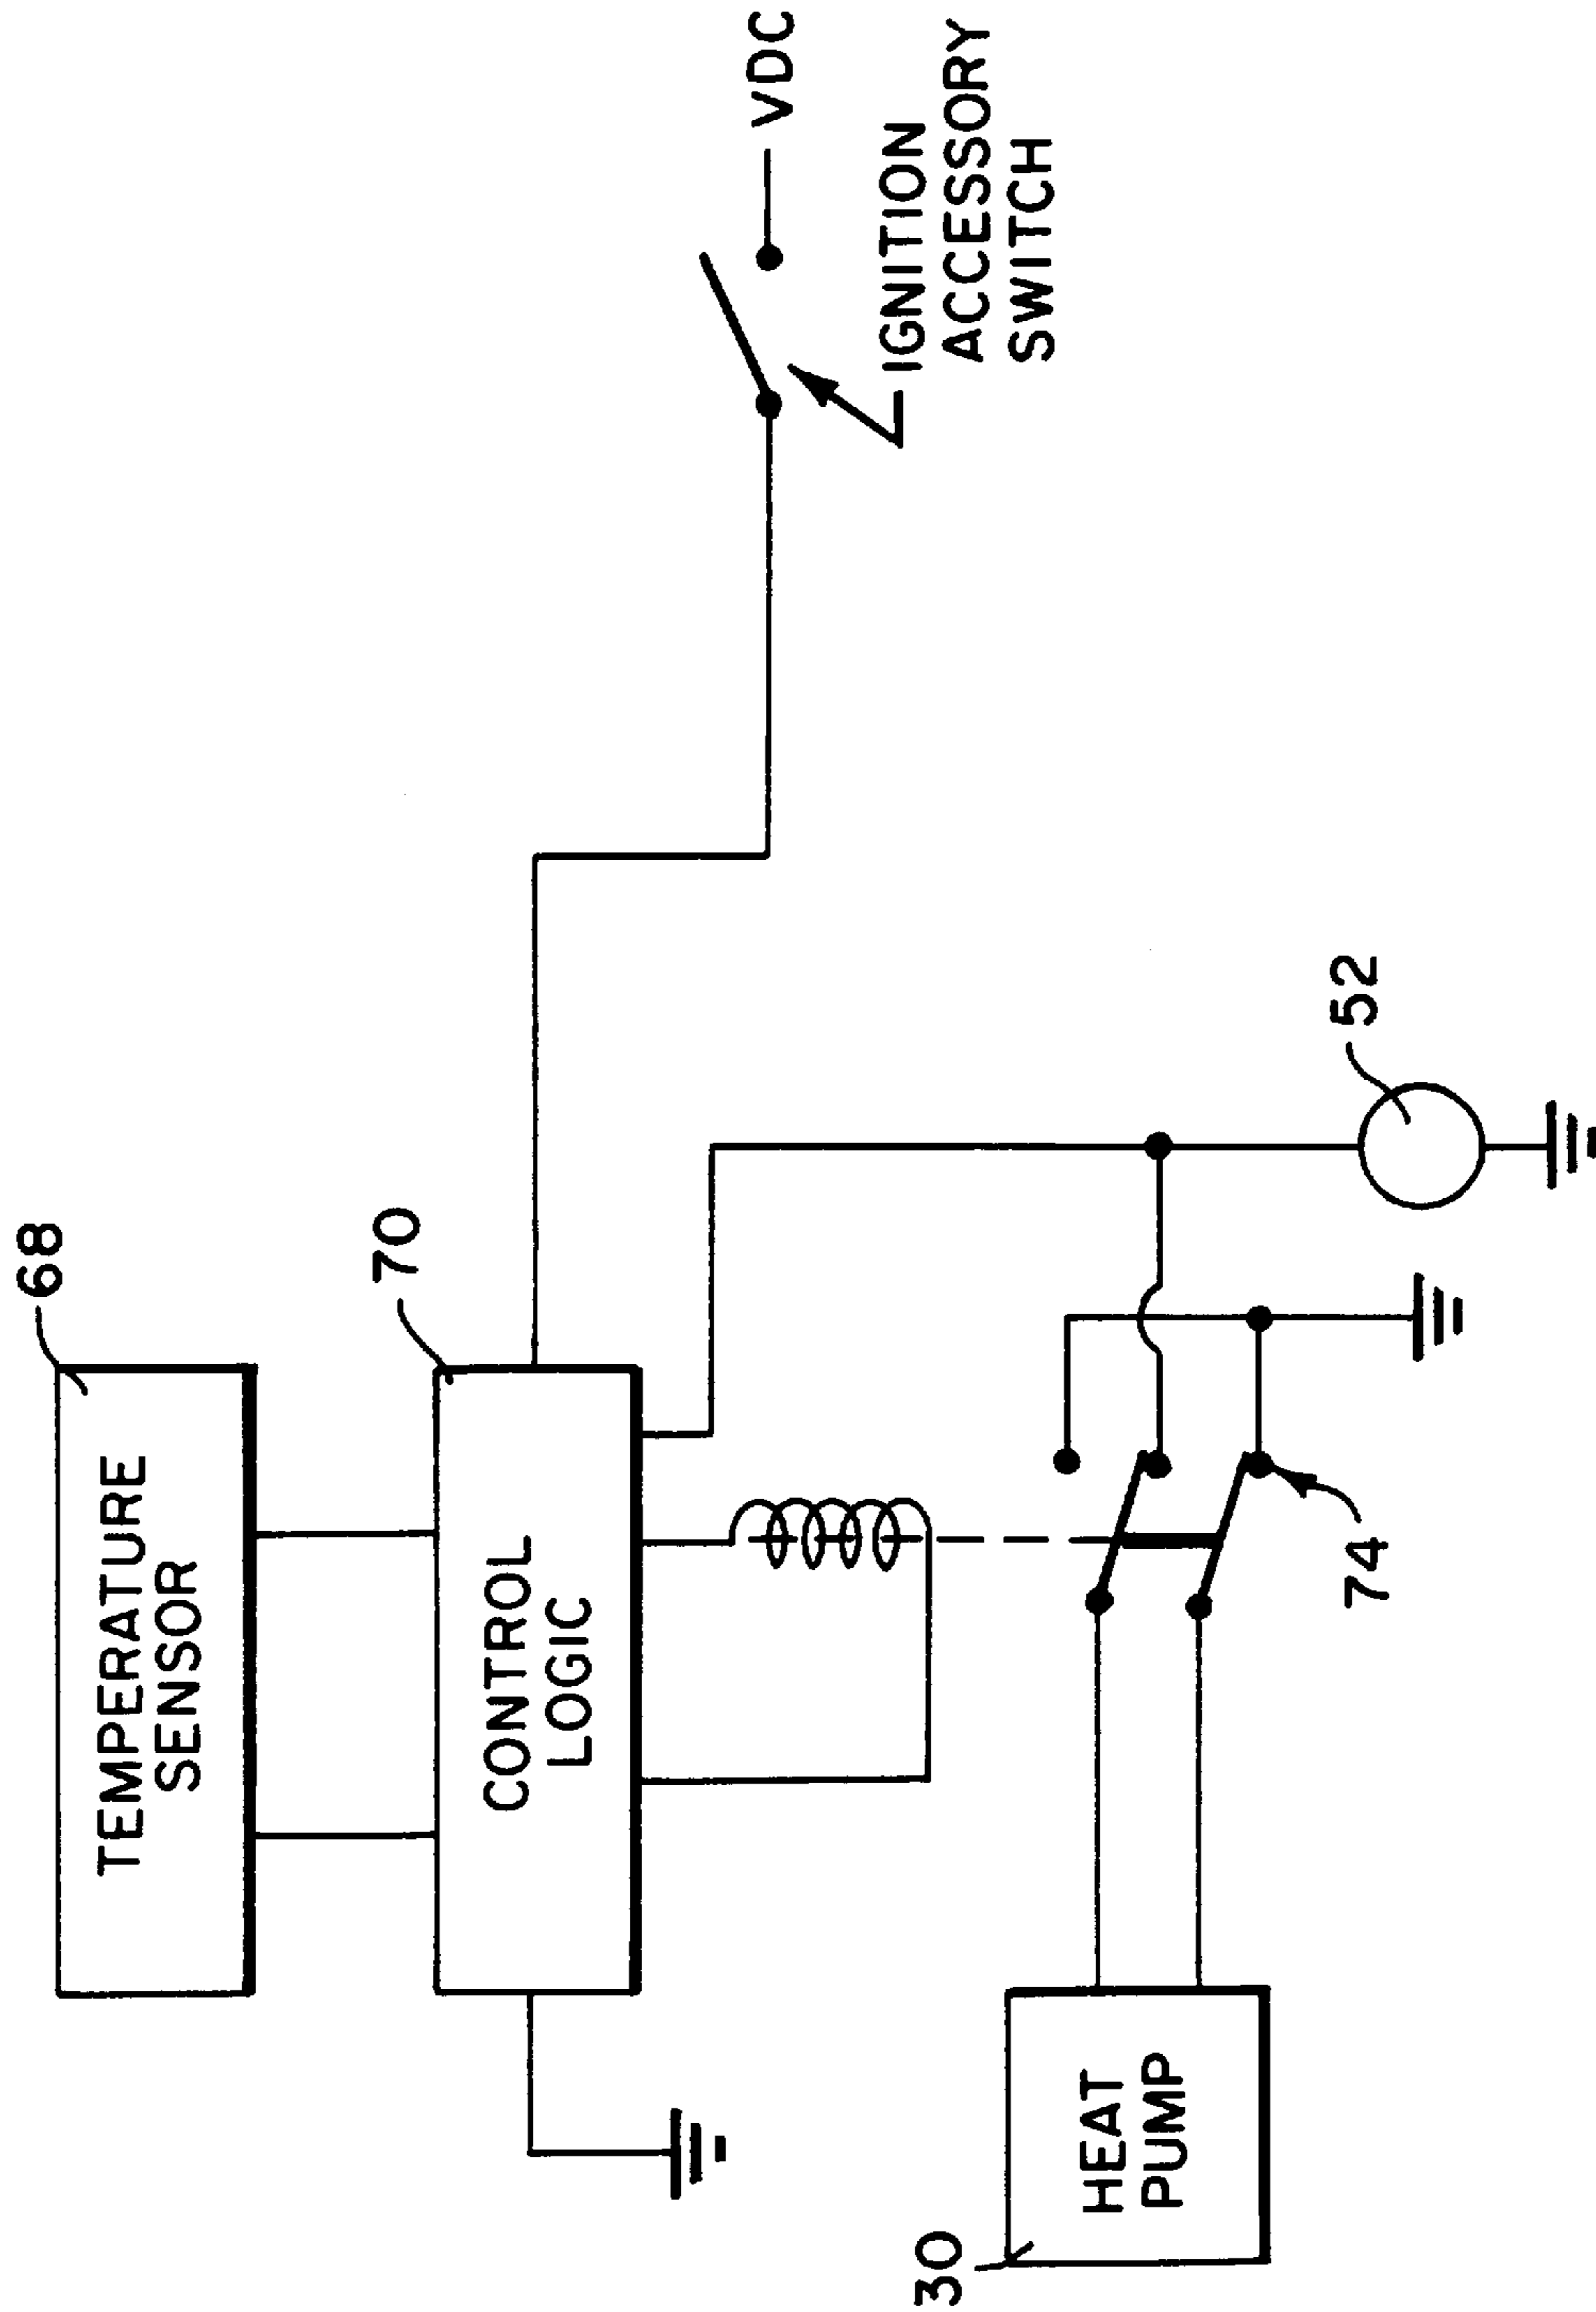 68
TEMPERATURE
SENSOR
70
CONTROL
LOGIC
VDC
IGNITION
ACCESSORY
SWITCH
30
HEAT
PUMP
74
52